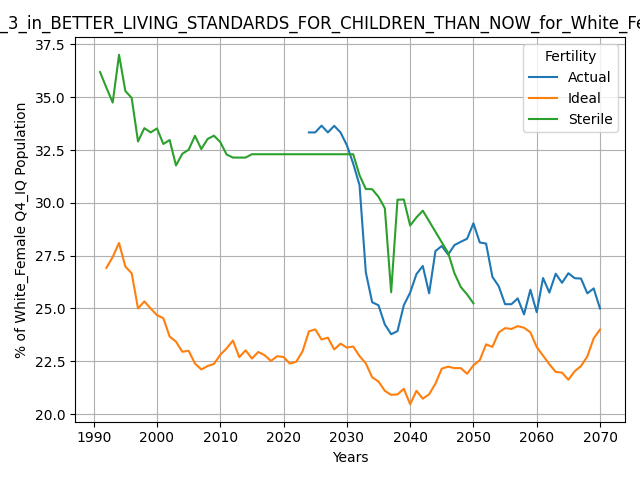 _3_in_BETTER_LIVING_STANDARDS_FOR_CHILDREN_THAN_NOW_for_White_Fe
37.5
35.0
32.5
30.0
27.5
25.0
22.5
20.0
% of White_Female Q4_IQ Population
Fertility
Actual
Ideal
Sterile
1990 2000 2010 2020 2030 2040 2050 2060 2070
Years